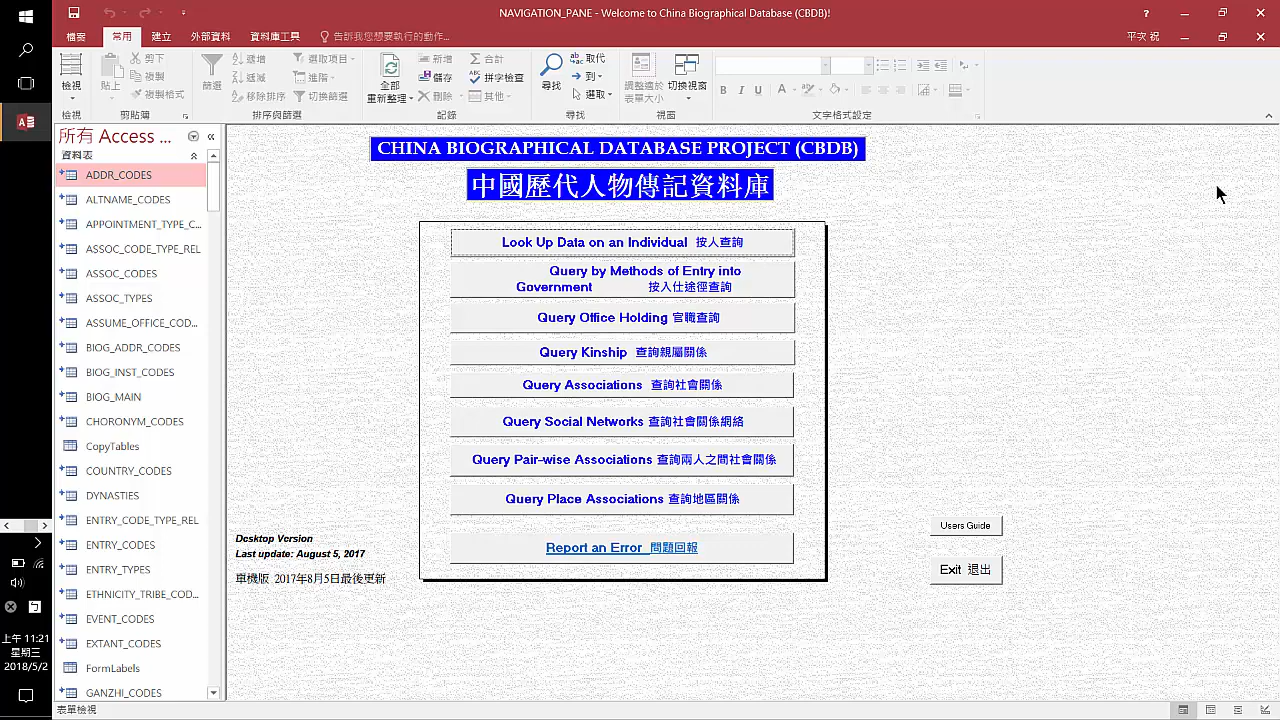 NAVIGATION_PANE - Welcome to China Biographical Database (CBDB)!
檔案 常用 建立 外部資料 資料庫工具 告訴我您想要執行的動作... 平次 祝
檢視
貼上
剪下
複製
複製格式
篩選
遞增
遞減
移除排序
選取項目
進階
切換篩選
全部
重新整理
新增
儲存
刪除
合計
拼字檢查
其他
尋找
取代
到
選取
調整適於
表單大小
切換視窗
B I U A
檢視 剪貼簿 排序與篩選 記錄 尋找 視窗 文字格式設定
所有 Access ...
資料表
ADDR_CODES
ALTNAME_CODES
APPOINTMENT_TYPE_C...
ASSOC_CODE_TYPE_REL
ASSOC_CODES
ASSOC_TYPES
ASSUME_OFFICE_COD...
BIOG_ADDR_CODES
BIOG_INST_CODES
BIOG_MAIN
CHORONYM_CODES
CopyTables
COUNTRY_CODES
DYNASTIES
ENTRY_CODE_TYPE_REL
ENTRY_CODES
ENTRY_TYPES
ETHNICITY_TRIBE_COD...
EVENT_CODES
EXTANT_CODES
FormLabels
GANZHI_CODES
CHINA BIOGRAPHICAL DATABASE PROJECT (CBDB)
中國歷代人物傳記資料庫
Look Up Data on an Individual 按人查詢
Query by Methods of Entry into
Government 按入仕途徑查詢
Query Office Holding 官職查詢
Query Kinship 查詢親屬關係
Query Associations 查詢社會關係
Query Social Networks 查詢社會關係網絡
Query Pair-wise Associations 查詢兩人之間社會關係
Query Place Associations 查詢地區關係
Report an Error 問題回報
Desktop Version
Last update: August 5, 2017
單機版 2017年8月5日最後更新
Users Guide
Exit 退出
上午 11:21
星期三
2018/5/2
表單檢視